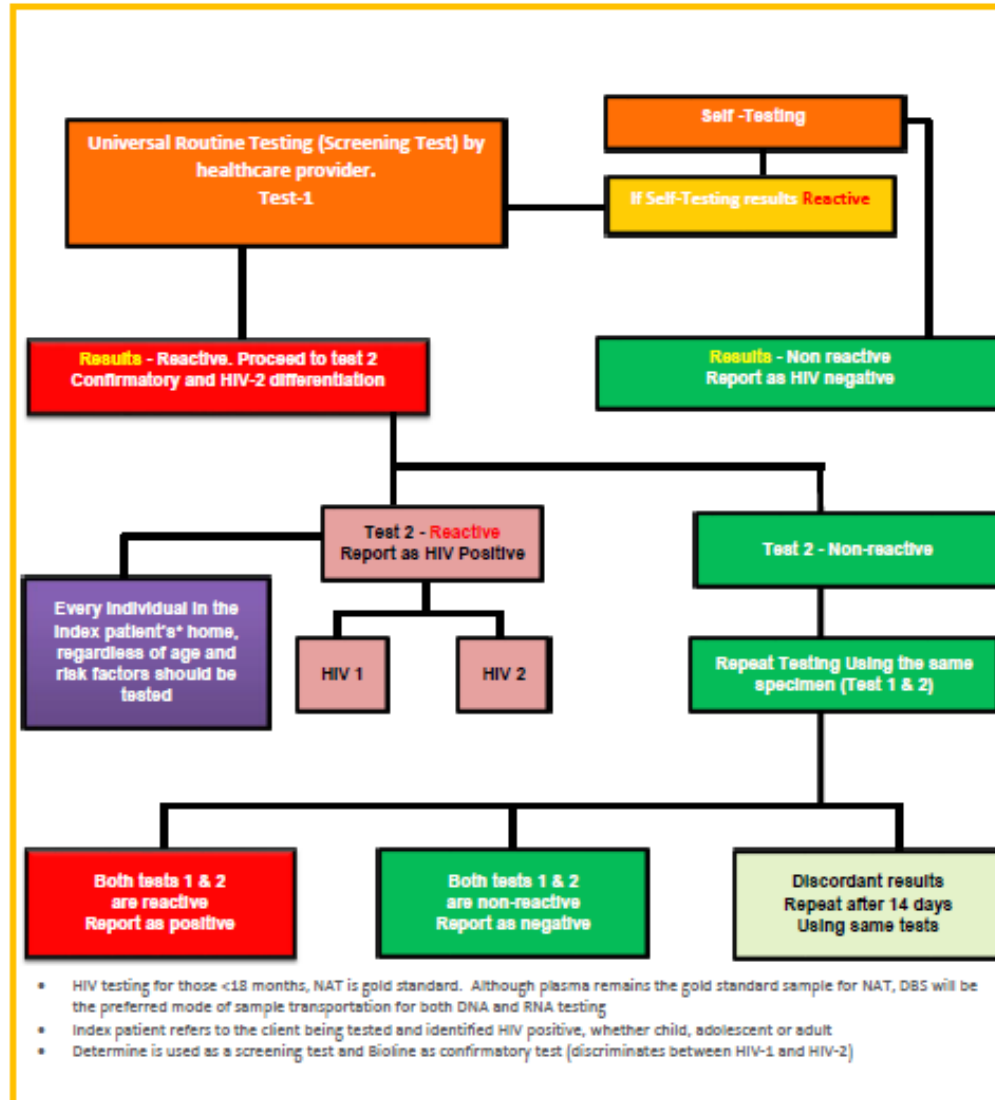 Self -Testing
Universal Routine Testing (Screening Test) by
healthcare provider.
Test-1
If Self-Testing results Reactive
Results - Reactive. Proceed to test 2
Confirmatory and HIV-2 differentiation
Results - Non reactive
Report as HIV negative
Test 2 - Reactive
Report as HIV Positive
Test 2 - Non-reactive
Every individual in the
index patient's* home,
regardless of age and
risk factors should be
tested
HIV 1
HIV 2
Repeat Testing Using the same
specimen (Test 1 & 2)
Both tests 1 & 2
are reactive
Report as positive
Both tests 1 & 2
are non-reactive
Report as negative
Discordant results
Repeat after 14 days
Using same tests
• HIV testing for those <18 months, NAT is gold standard. Although plasma remains the gold standard sample for NAT, DBS will be
the preferred mode of sample transportation for both DNA and RNA testing
• Index patient refers to the client being tested and identified HIV positive, whether child, adolescent or adult
• Determine is used as a screening test and Bioline as confirmatory test (discriminates between HIV-1 and HIV-2)